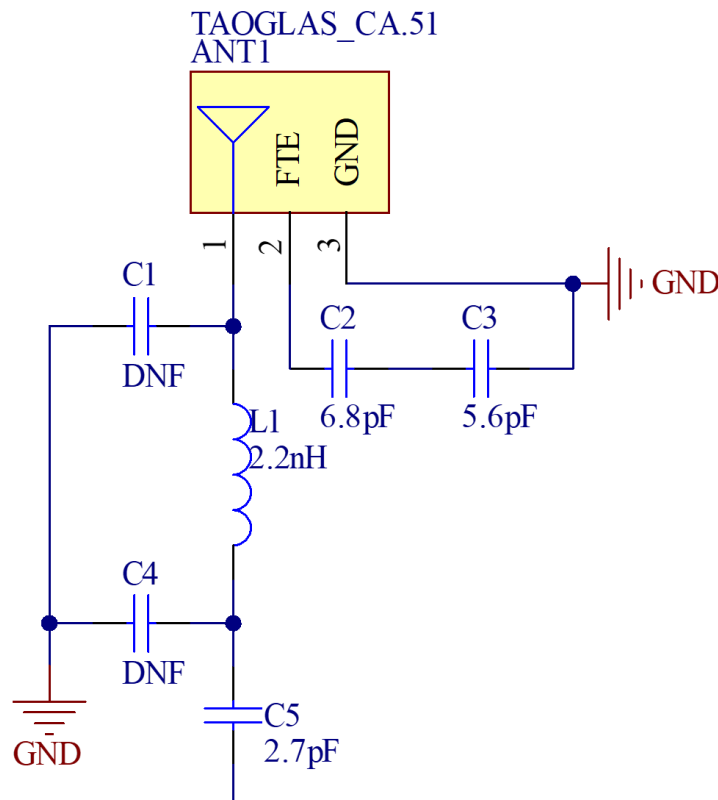 TAOGLAS_CA.51
ANT1
FTE
GND
1
2
3
GND
C1
DNF
C2
6.8pF
C3
5.6pF
L1
2.2nH
C4
DNF
GND
C5
2.7pF